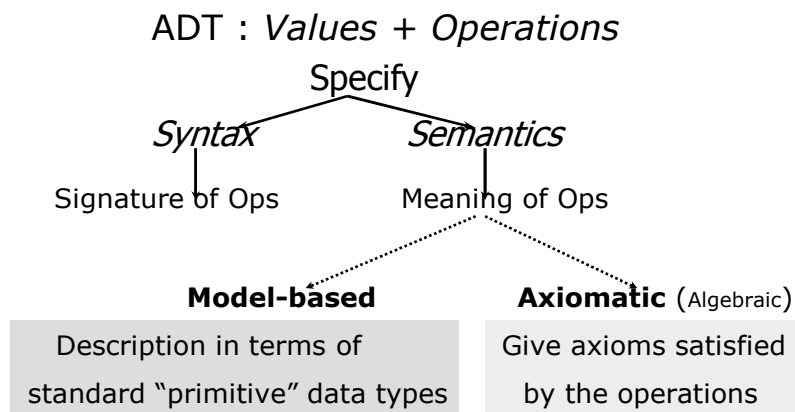 ADT : Values + Operations
Specify
Syntax Semantics
Signature of Ops Meaning of Ops
Model-based Axiomatic (Algebraic)
Description in terms of Give axioms satisfied
standard “primitive” data types by the operations